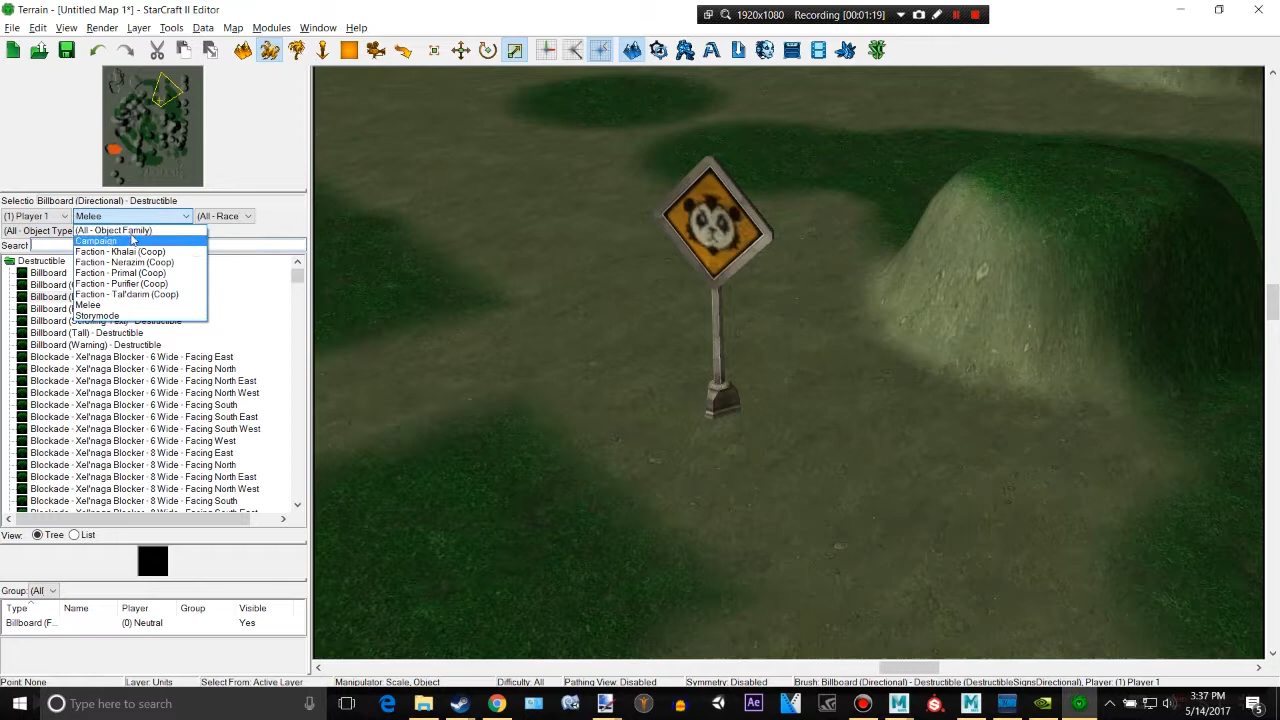 Terrain - [Untitled Map 1*] - StarCraft II Editor
1920x1080 Recording [00:01:19]
File Edit View Render Layer Tools Data Map Modules Window Help
Selectio Billboard (Directional) - Destructible
(1) Player 1 Melee (All - Race
(All - Object Type
(All - Object Family)
Search
Campaign
Faction - Khalai (Coop)
Faction - Nerazim (Coop)
Faction - Primal (Coop)
Faction - Purifier (Coop)
Faction - Tal'darim (Coop)
Melee
Storymode
Destructible
Billboard
Billboard (Tall) - Destructible
Billboard (Warning) - Destructible
Blockade - Xel'naga Blocker - 6 Wide - Facing East
Blockade - Xel'naga Blocker - 6 Wide - Facing North
Blockade - Xel'naga Blocker - 6 Wide - Facing North East
Blockade - Xel'naga Blocker - 6 Wide - Facing North West
Blockade - Xel'naga Blocker - 6 Wide - Facing South
Blockade - Xel'naga Blocker - 6 Wide - Facing South East
Blockade - Xel'naga Blocker - 6 Wide - Facing South West
Blockade - Xel'naga Blocker - 6 Wide - Facing West
Blockade - Xel'naga Blocker - 8 Wide - Facing East
Blockade - Xel'naga Blocker - 8 Wide - Facing North
Blockade - Xel'naga Blocker - 8 Wide - Facing North East
Blockade - Xel'naga Blocker - 8 Wide - Facing North West
Blockade - Xel'naga Blocker - 8 Wide - Facing South
View: Tree List
Group: (All
Type Name Player Group Visible
Billboard (F... (0) Neutral Yes
Point: None Layer: Units Select From: Active Layer Manipulator: Scale, Object Difficulty: All Pathing View: Disabled Symmetry: Disabled Brush: Billboard (Directional) - Destructible (DestructibleSignsDirectional), Player: (1) Player 1
Type here to search
Ae
3:37 PM
5/14/2017
5